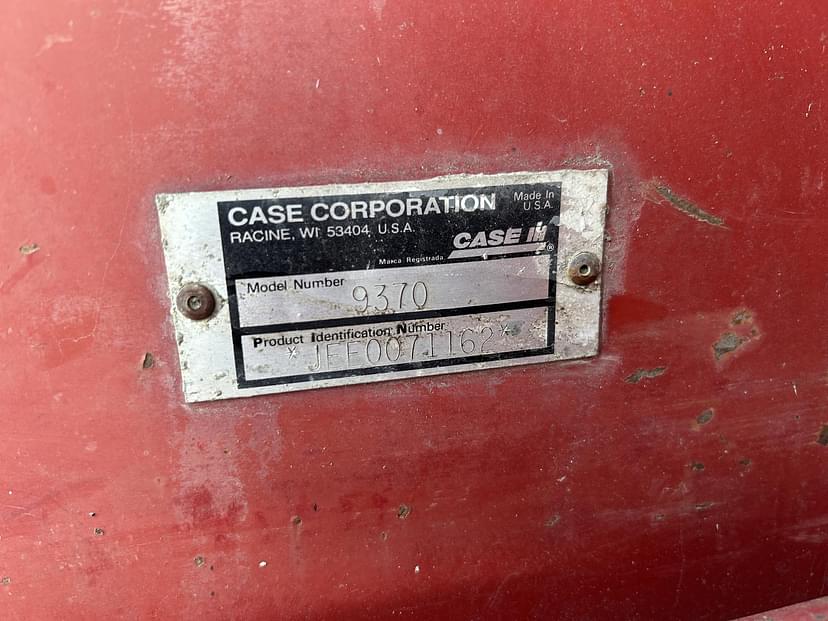 CASE CORPORATION
Made In
U.S.A.
RACINE, WI 53404 U.S.A.
CASE IH ®
Marca Registrada
Model Number 9370
Product Identification Number
*JEE0071162*